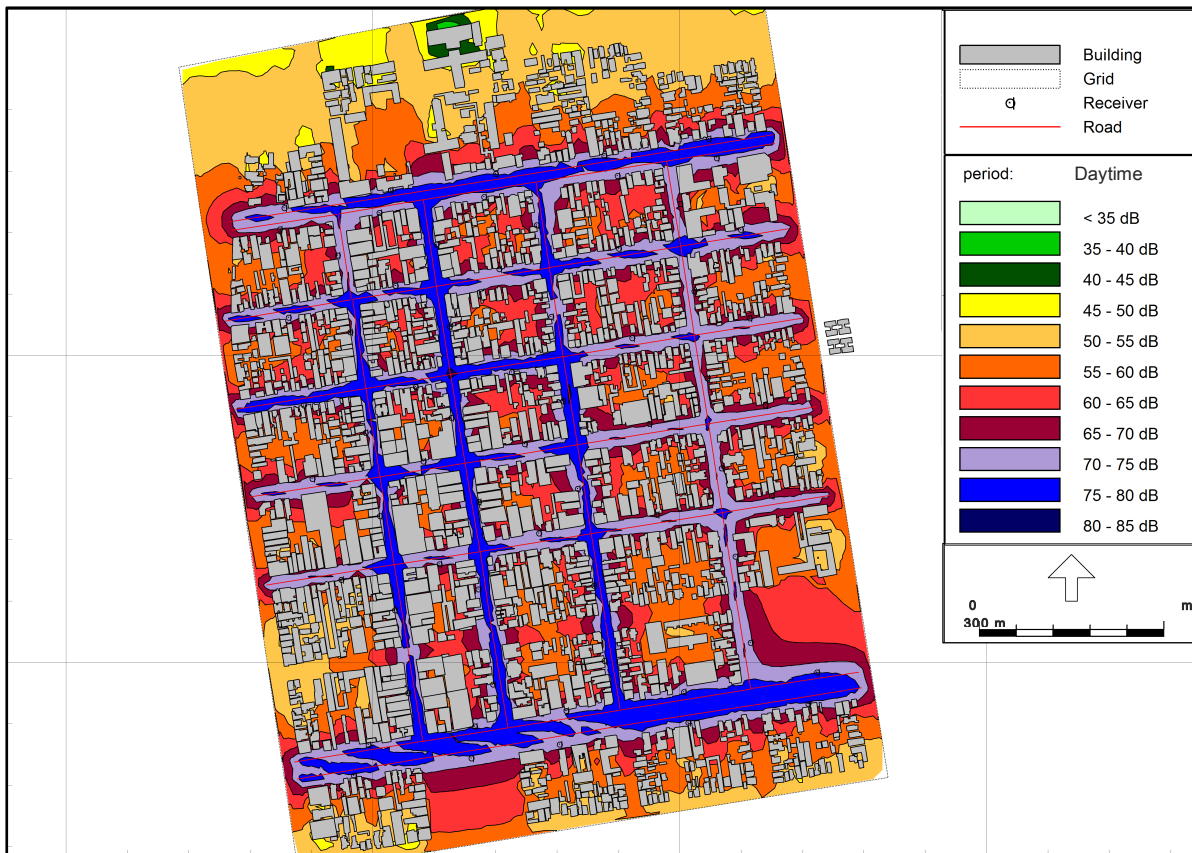 Building
Grid
Receiver
Road
period: Daytime
< 35 dB
35 - 40 dB
40 - 45 dB
45 - 50 dB
50 - 55 dB
55 - 60 dB
60 - 65 dB
65 - 70 dB
70 - 75 dB
75 - 80 dB
80 - 85 dB
0 m
300 m